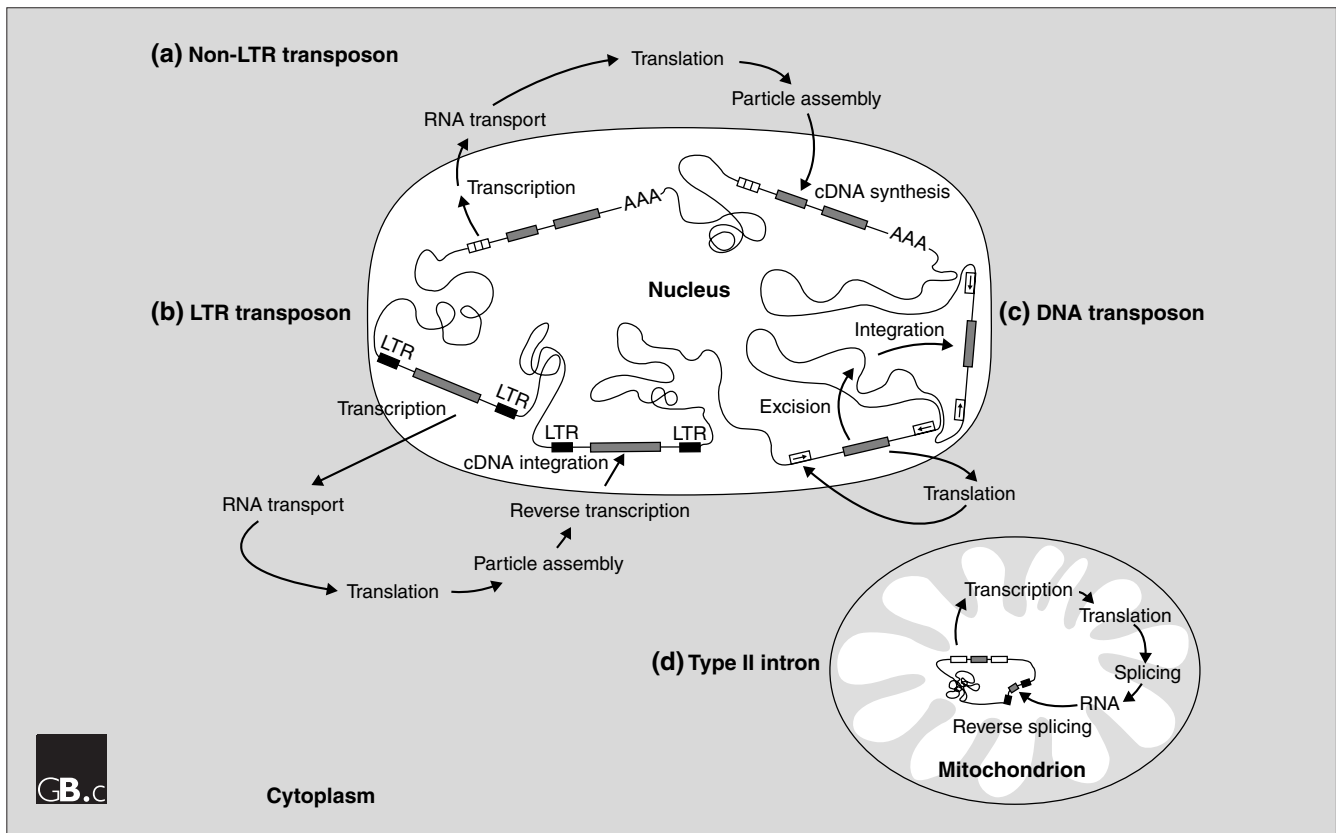 (a) Non-LTR transposon
Translation
Particle assembly
RNA transport
Transcription
AAA
cDNA synthesis
AAA
Nucleus
(b) LTR transposon
(c) DNA transposon
Integration
LTR
LTR
Transcription
Excision
LTR
LTR
cDNA integration
RNA transport
Reverse transcription
Translation
Particle assembly
Translation
Transcription
Translation
(d) Type II intron
Splicing
RNA
Reverse splicing
Mitochondrion
GB.c
Cytoplasm